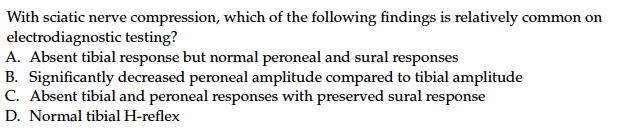 With sciatic nerve compression, which of the following findings is relatively common on
electrodiagnostic testing?
A. Absent tibial response but normal peroneal and sural responses
B. Significantly decreased peroneal amplitude compared to tibial amplitude
C. Absent tibial and peroneal responses with preserved sural response
D. Normal tibial H-reflex